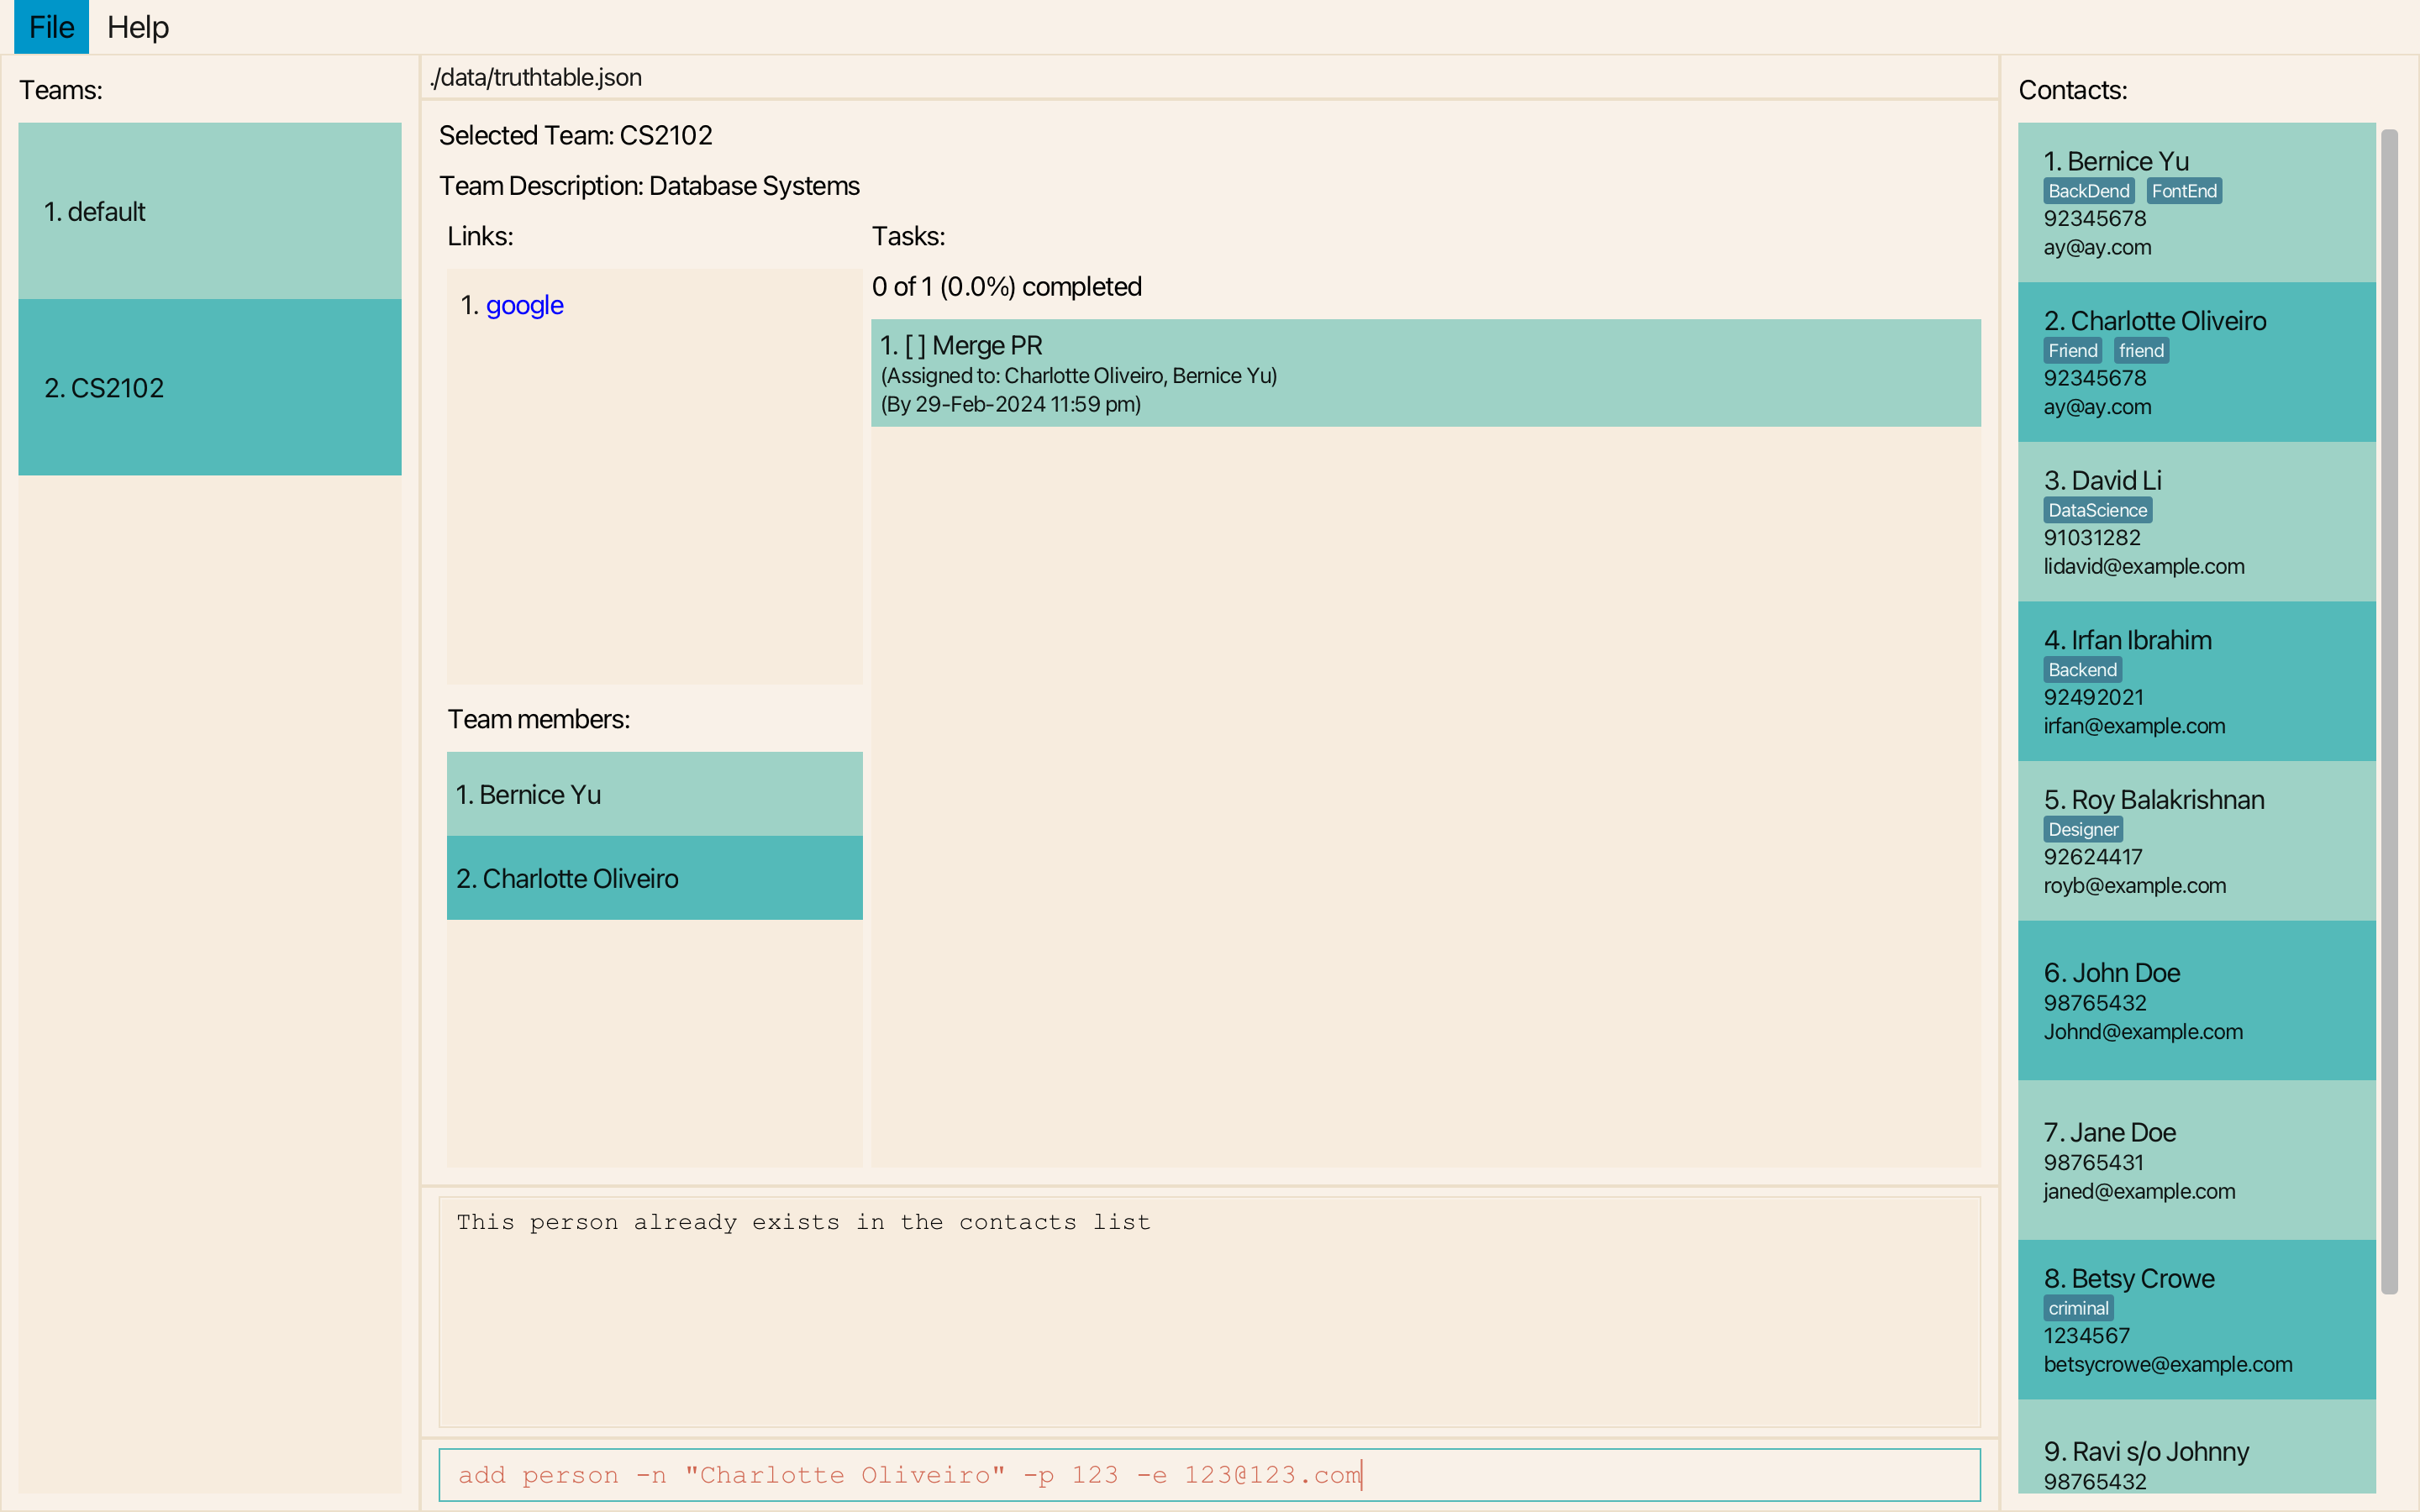 File Help
Teams:
1. default
2. CS2102
./data/truthtable.json
Selected Team: CS2102
Team Description: Database Systems
Links:
1. google
Team members:
1. Bernice Yu
2. Charlotte Oliveiro
Tasks:
0 of 1 (0.0%) completed
1. [ ] Merge PR
(Assigned to: Charlotte Oliveiro, Bernice Yu)
(By 29-Feb-2024 11:59 pm)
This person already exists in the contacts list
add person -n "Charlotte Oliveiro" -p 123 -e 123@123.com
Contacts:
1. Bernice Yu
BackDend FontEnd
92345678
ay@ay.com
2. Charlotte Oliveiro
Friend friend
92345678
ay@ay.com
3. David Li
DataScience
91031282
lidavid@example.com
4. Irfan Ibrahim
Backend
92492021
irfan@example.com
5. Roy Balakrishnan
Designer
92624417
royb@example.com
6. John Doe
98765432
Johnd@example.com
7. Jane Doe
98765431
janed@example.com
8. Betsy Crowe
criminal
1234567
betsycrowe@example.com
9. Ravi s/o Johnny
98765432